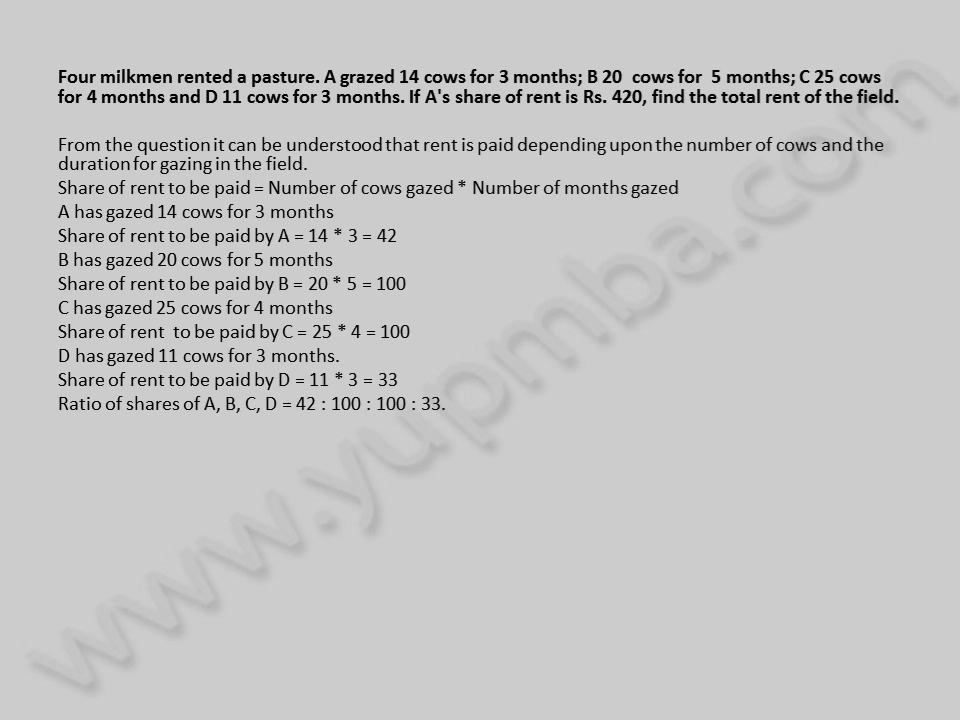 Four milkmen rented a pasture. A grazed 14 cows for 3 months; B 20 cows for 5 months; C 25 cows
for 4 months and D 11 cows for 3 months. If A's share of rent is Rs. 420, find the total rent of the field.
From the question it can be understood that rent is paid depending upon the number of cows and the
duration for gazing in the field.
Share of rent to be paid = Number of cows gazed * Number of months gazed
A has gazed 14 cows for 3 months
Share of rent to be paid by A = 14 * 3 = 42
B has gazed 20 cows for 5 months
Share of rent to be paid by B = 20 * 5 = 100
C has gazed 25 cows for 4 months
Share of rent to be paid by C = 25 * 4 = 100
D has gazed 11 cows for 3 months.
Share of rent to be paid by D = 11 * 3 = 33
Ratio of shares of A, B, C, D = 42 : 100 : 100 : 33.
www.yupmba.com